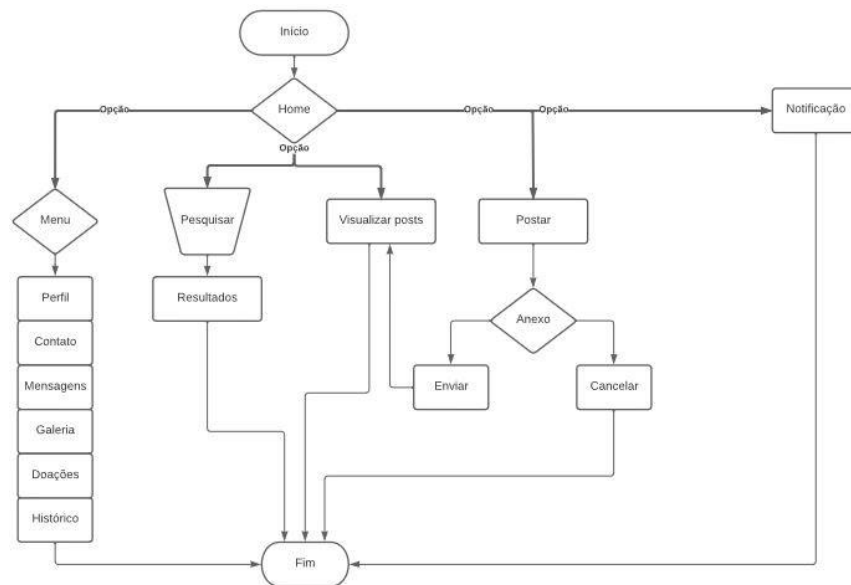 Início
Home
Opção
Opção
Opção
Opção
Notificação
Menu
Pesquisar
Visualizar posts
Postar
Perfil
Resultados
Anexo
Contato
Mensagens
Enviar
Cancelar
Galeria
Doações
Histórico
Fim